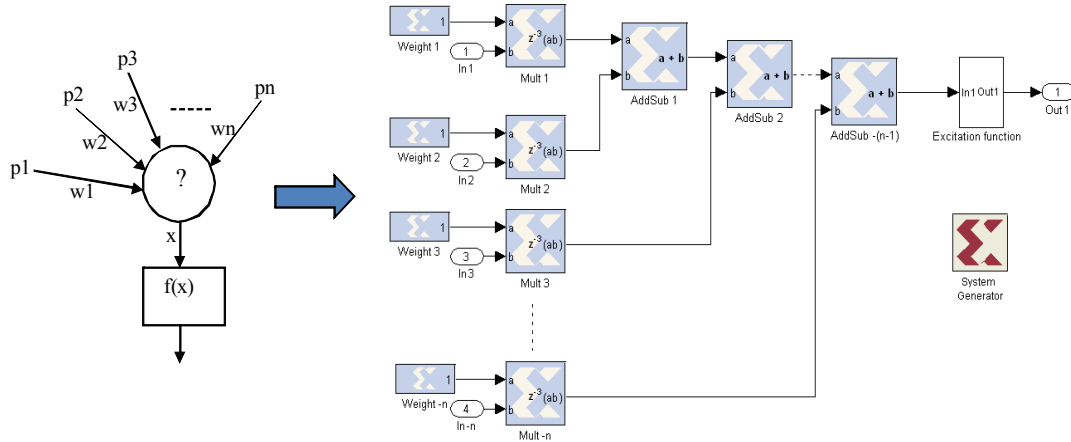 p1
w1
p2
w2
p3
w3
pn
wn
?
x
f(x)
1
Weight 1
1
In1
a
b
z-3(ab)
Mult 1
1
Weight 2
2
In2
a
b
z-3(ab)
Mult 2
1
Weight 3
3
In3
a
b
z-3(ab)
Mult 3
1
Weight -n
4
In-n
a
b
z-3(ab)
Mult -n
a
b
a + b
AddSub 1
a
b
a + b
AddSub 2
a
b
a + b
AddSub -(n-1)
In1 Out1
Excitation function
1
Out1
System
Generator